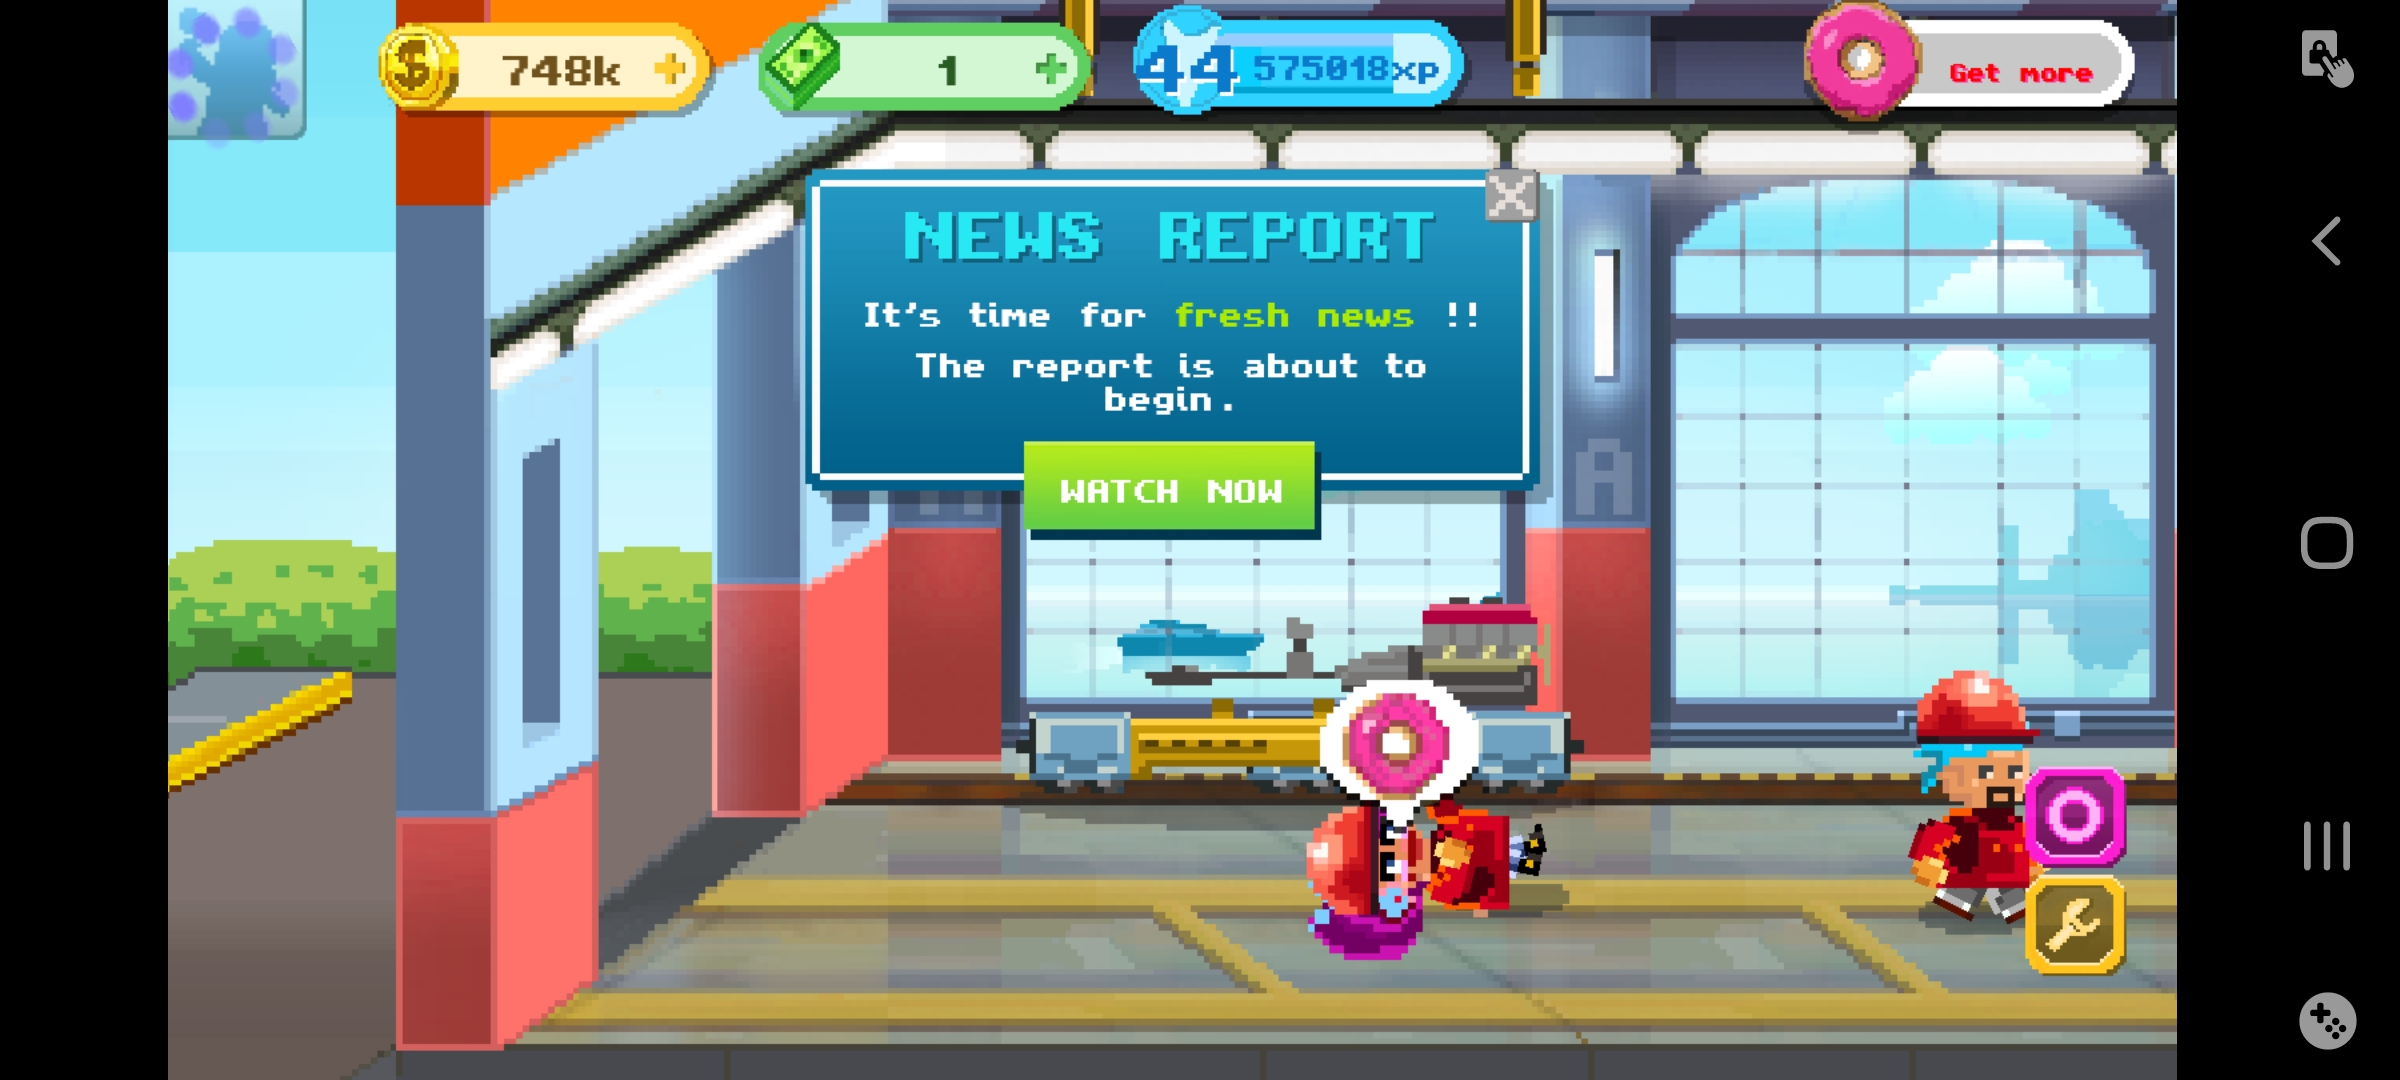 748k
1
44 575018xp
Get more
NEWS REPORT
It's time for fresh news !!
The report is about to
begin.
WATCH NOW
A